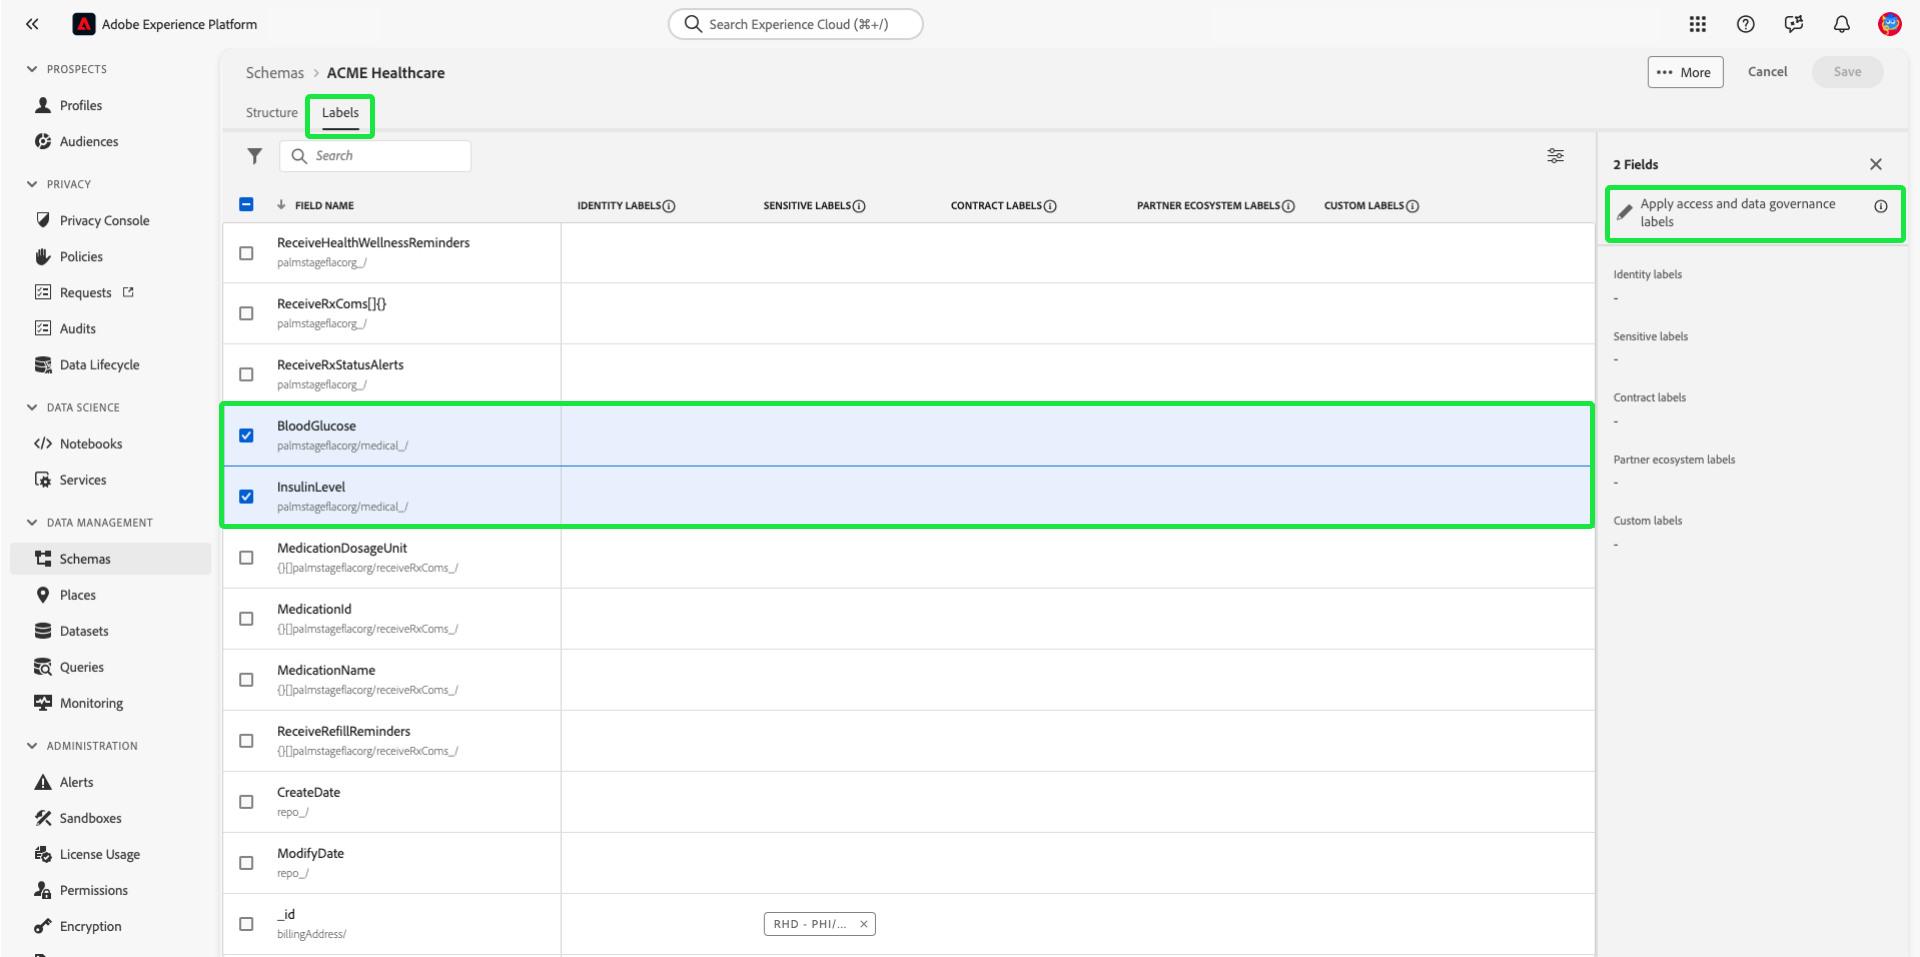 Adobe Experience Platform
Search Experience Cloud (⌘+/)
PROSPECTS
Profiles
Audiences
PRIVACY
Privacy Console
Policies
Requests
Audits
Data Lifecycle
DATA SCIENCE
Notebooks
Services
DATA MANAGEMENT
Schemas
Places
Datasets
Queries
Monitoring
ADMINISTRATION
Alerts
Sandboxes
License Usage
Permissions
Encryption
Schemas > ACME Healthcare
••• More
Cancel
Save
Structure
Labels
Search
FIELD NAME
IDENTITY LABELS
SENSITIVE LABELS
CONTRACT LABELS
PARTNER ECOSYSTEM LABELS
CUSTOM LABELS
ReceiveHealthWellnessReminders
palmstageflacorg_/
ReceiveRxComs[]{}
palmstageflacorg_/
ReceiveRxStatusAlerts
palmstageflacorg_/
BloodGlucose
palmstageflacorg/medical_/
InsulinLevel
palmstageflacorg/medical_/
MedicationDosageUnit
{}[]palmstageflacorg/receiveRxComs_/
MedicationId
{}[]palmstageflacorg/receiveRxComs_/
MedicationName
{}[]palmstageflacorg/receiveRxComs_/
ReceiveRefillReminders
{}[]palmstageflacorg/receiveRxComs_/
CreateDate
repo_/
ModifyDate
repo_/
_id
billingAddress/
RHD - PHI/...
2 Fields
Apply access and data governance
labels
Identity labels
-
Sensitive labels
-
Contract labels
-
Partner ecosystem labels
-
Custom labels
-